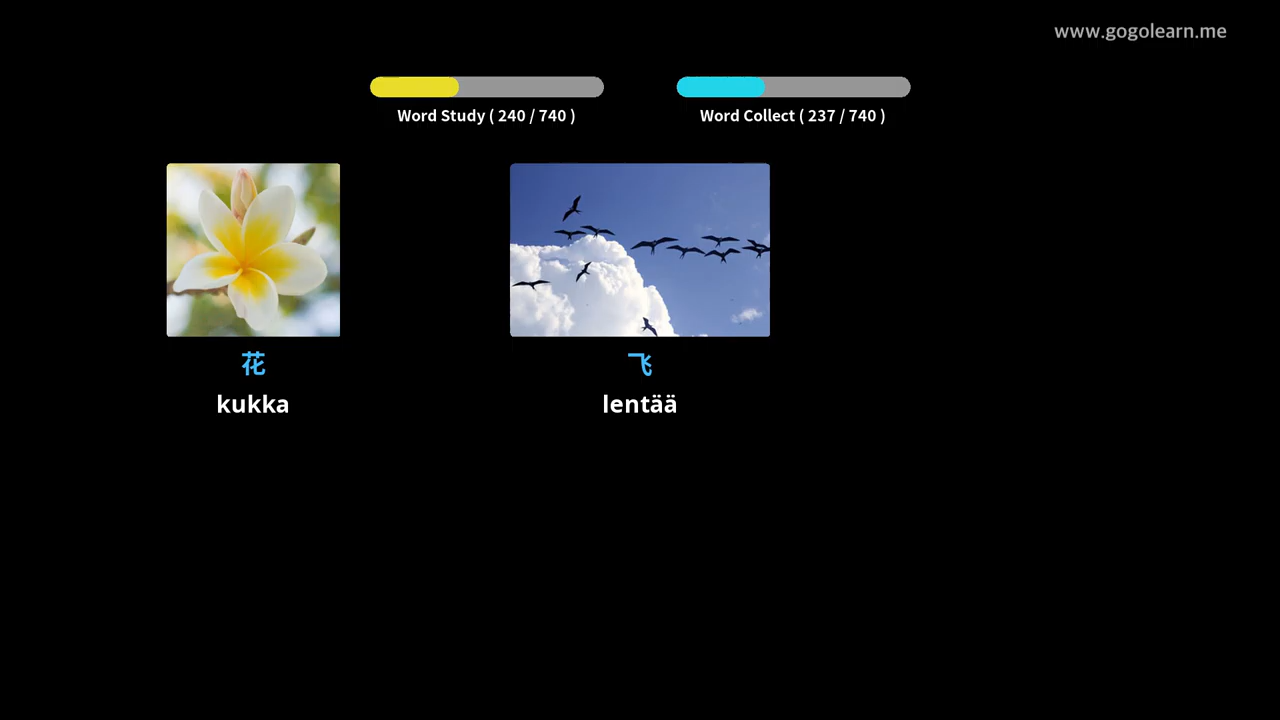 www.gogolearn.me
Word Study ( 240 / 740 )
Word Collect ( 237 / 740 )
花
飞
kukka
lentää